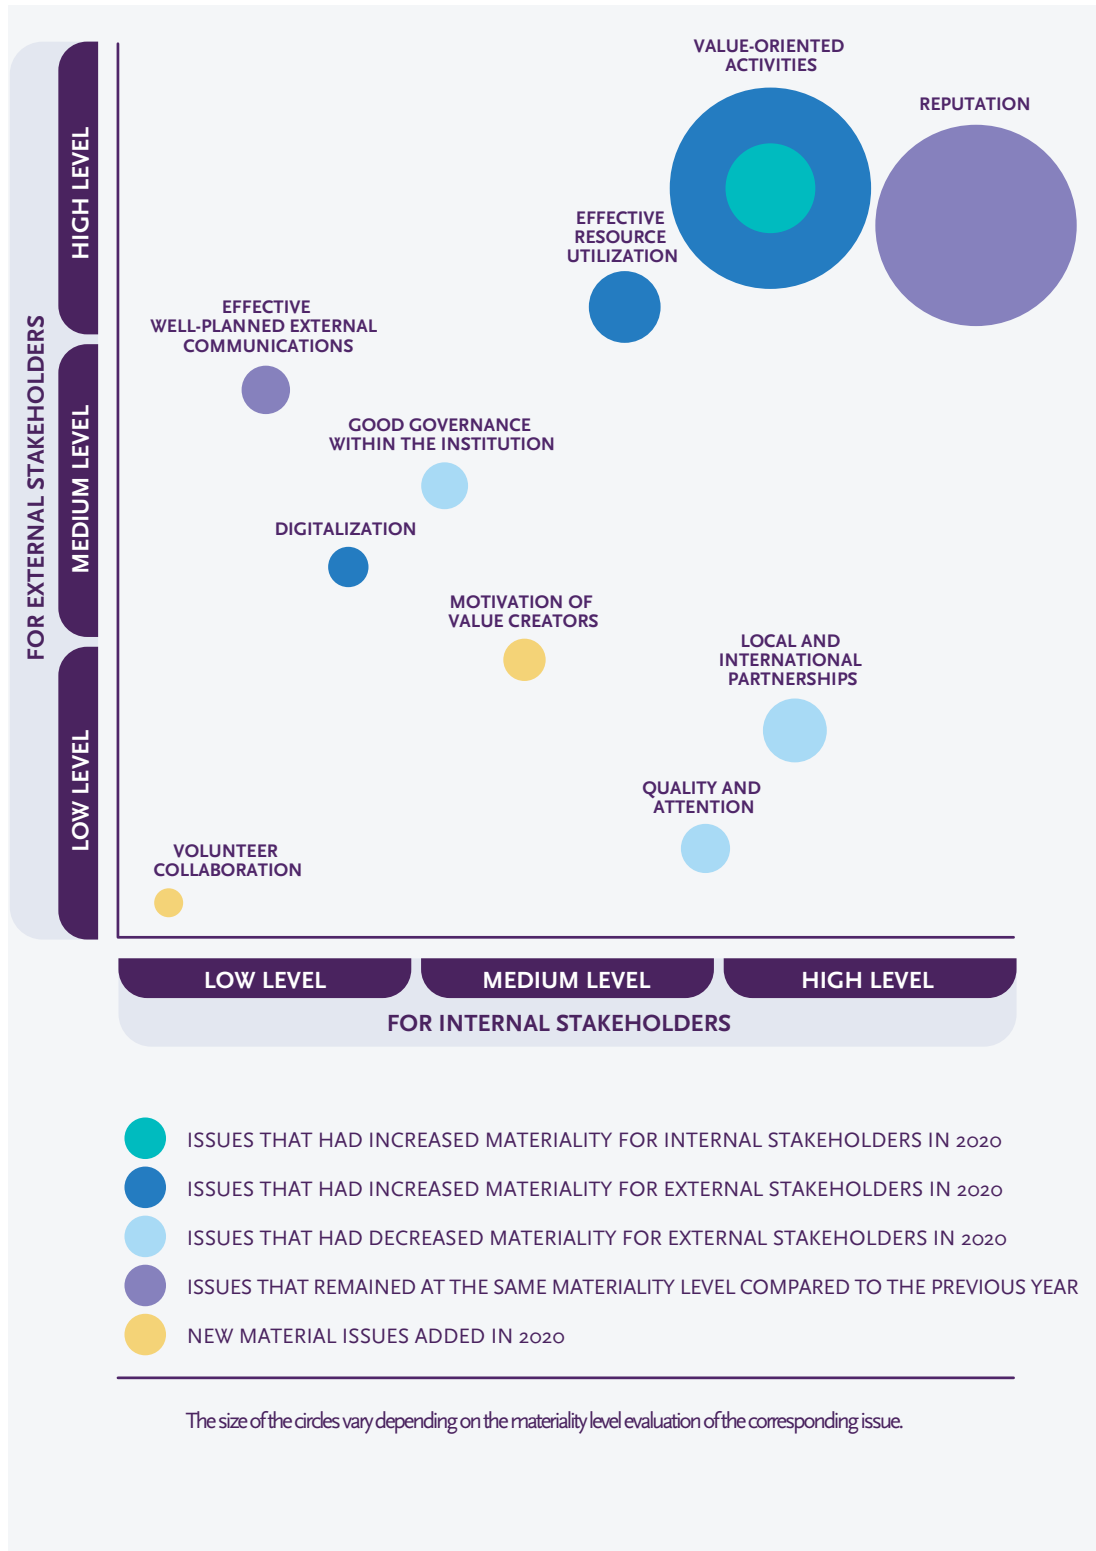 VALUE-ORIENTED
ACTIVITIES
REPUTATION
EFFECTIVE
RESOURCE
UTILIZATION
EFFECTIVE
WELL-PLANNED EXTERNAL
COMMUNICATIONS
GOOD GOVERNANCE
WITHIN THE INSTITUTION
DIGITALIZATION
MOTIVATION OF
VALUE CREATORS
LOCAL AND
INTERNATIONAL
PARTNERSHIPS
QUALITY AND
ATTENTION
VOLUNTEER
COLLABORATION
FOR EXTERNAL STAKEHOLDERS
HIGH LEVEL
MEDIUM LEVEL
LOW LEVEL
LOW LEVEL
MEDIUM LEVEL
HIGH LEVEL
FOR INTERNAL STAKEHOLDERS
ISSUES THAT HAD INCREASED MATERIALITY FOR INTERNAL STAKEHOLDERS IN 2020
ISSUES THAT HAD INCREASED MATERIALITY FOR EXTERNAL STAKEHOLDERS IN 2020
ISSUES THAT HAD DECREASED MATERIALITY FOR EXTERNAL STAKEHOLDERS IN 2020
ISSUES THAT REMAINED AT THE SAME MATERIALITY LEVEL COMPARED TO THE PREVIOUS YEAR
NEW MATERIAL ISSUES ADDED IN 2020
The size of the circles vary depending on the materiality level evaluation of the corresponding issue.